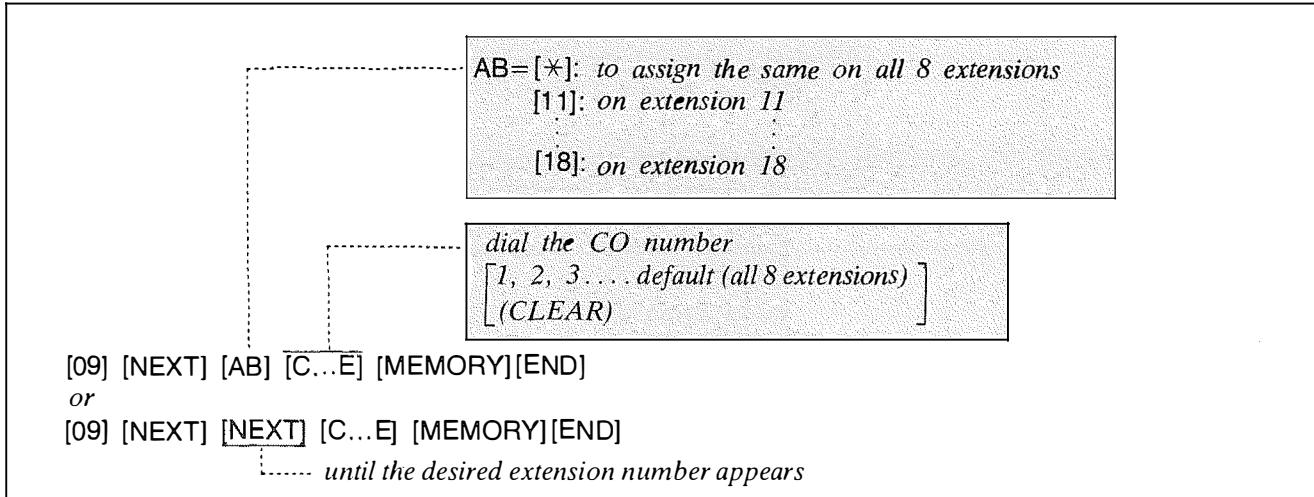 AB=[*]: to assign the same on all 8 extensions
[11]: on extension 11
[18]: on extension 18
dial the CO number
1, 2, 3 .... default (all 8 extensions)
(CLEAR)
[09] [NEXT] [AB] [C...E] [MEMORY] [END]
or
[09] [NEXT] [NEXT] [C...E] [MEMORY] [END]
until the desired extension number appears